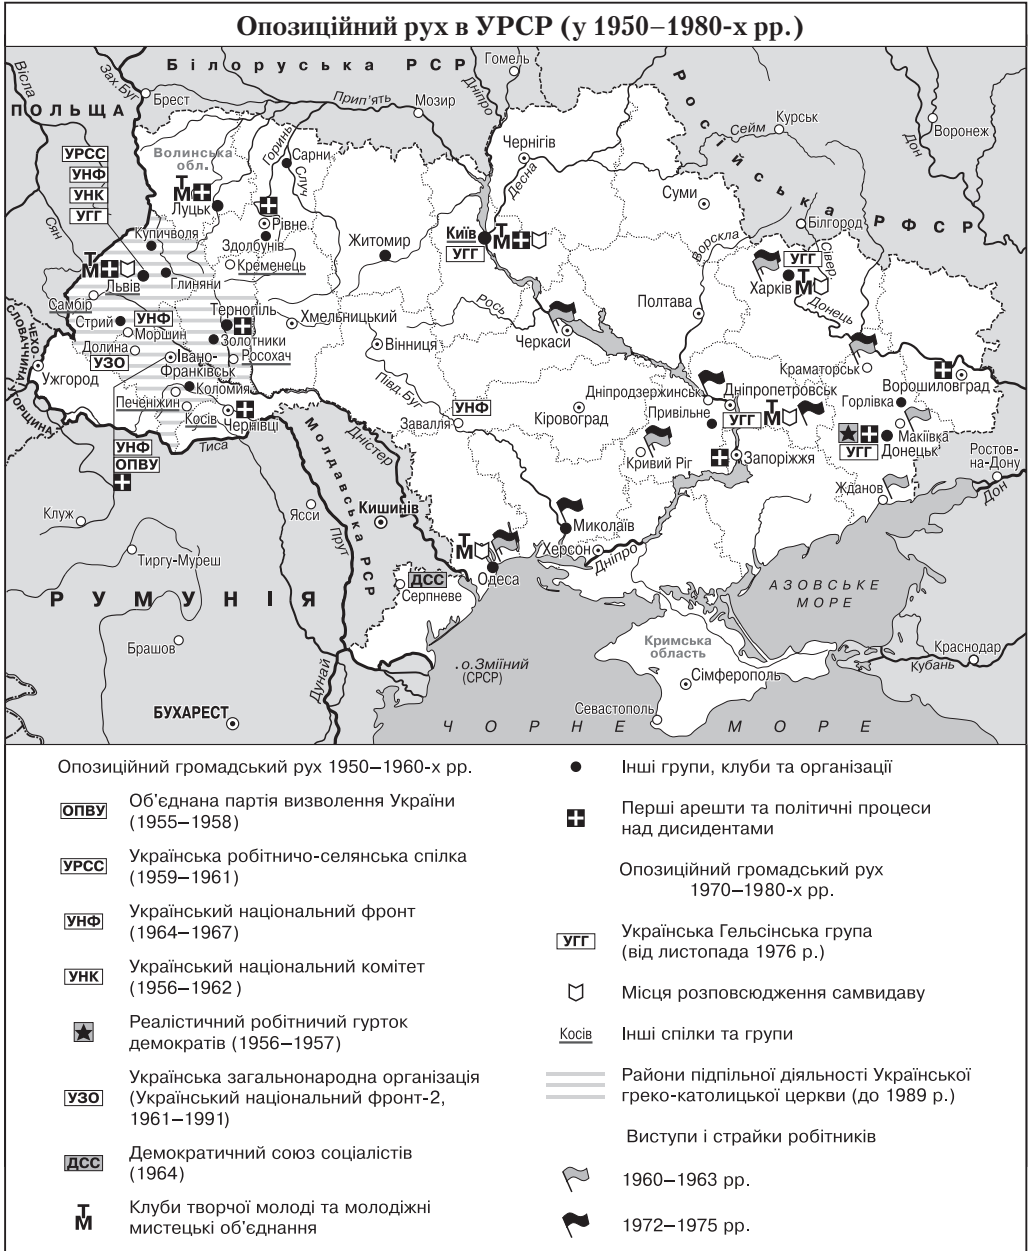 Опозиційний рух в УРСР (у 1950–1980-х рр.)
Білоруська РСР
Гомель
Вісла
Зах.Буг
Брест
Прип'ять
Мозир
Дніпро
Російська РФСР
Курськ
Сейм
Воронеж
Дон
ПОЛЬЩА
УРСС
УНФ
УНК
УГГ
Сян
Волинська
обл.
Горинь
Случ
Сарни
Чернігів
Десна
Суми
ТМ
Луцьк
Рівне
Здолбунів
Кременець
Житомир
Київ
УГГ
ТМ
Ворскла
Білгород
Сівер.
Донець
УГГ
Харків
ТМ
Купичволя
ТМ
Львів
Глиняни
Самбір
Стрий
УНФ
Моршин
Долина
УЗО
Тернопіль
Золотники
Росохач
Хмельницький
Вінниця
Рось
Черкаси
Полтава
Краматорськ
Ворошиловград
ЧЕХО-
СЛОВАЧЧИНА
УГОРЩИНА
Ужгород
Івано-
Франківськ
Коломия
Печеніжин
Косів
Чернівці
Півд.Буг
УНФ
Завалля
Кіровоград
Дніпродзержинськ
Дніпропетровськ
Привільне
УГГ
ТМ
Горлівка
Макіївка
УГГ
Донецьк
Кривий Ріг
Запоріжжя
Ростов-
на-Дону
Дон
Жданов
Тиса
УНФ
ОПВУ
Молдавська РСР
Дністер
Клуж
Ясси
Прут
Кишинів
Миколаїв
Херсон
Дніпро
ТМ
Одеса
Тиргу-Муреш
ДСС
Серпневе
АЗОВСЬКЕ
МОРЕ
РУМУНІЯ
Брашов
Дунай
о.Зміїний
(СРСР)
Кримська
область
Сімферополь
Севастополь
Краснодар
Кубань
БУХАРЕСТ
ЧОРНЕ МОРЕ
Опозиційний громадський рух 1950–1960-х рр.
ОПВУ
Об'єднана партія визволення України
(1955–1958)
УРСС
Українська робітничо-селянська спілка
(1959–1961)
УНФ
Український національний фронт
(1964–1967)
УНК
Український національний комітет
(1956–1962)
Реалістичний робітничий гурток
демократів (1956–1957)
УЗО
Українська загальнонародна організація
(Український національний фронт-2,
1961–1991)
ДСС
Демократичний союз соціалістів
(1964)
ТМ
Клуби творчої молоді та молодіжні
мистецькі об'єднання
Інші групи, клуби та організації
Перші арешти та політичні процеси
над дисидентами
Опозиційний громадський рух
1970–1980-х рр.
УГГ
Українська Гельсінська група
(від листопада 1976 р.)
Місця розповсюдження самвидаву
Косів
Інші спілки та групи
Райони підпільної діяльності Української
греко-католицької церкви (до 1989 р.)
Виступи і страйки робітників
1960–1963 рр.
1972–1975 рр.